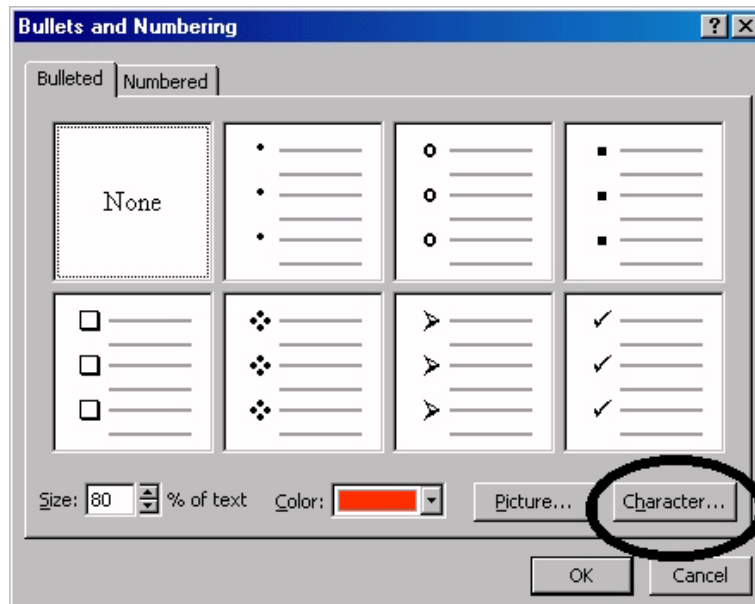 Bullets and Numbering
Bulleted Numbered
None
Size: 80 % of text Color: Picture... Character...
OK Cancel